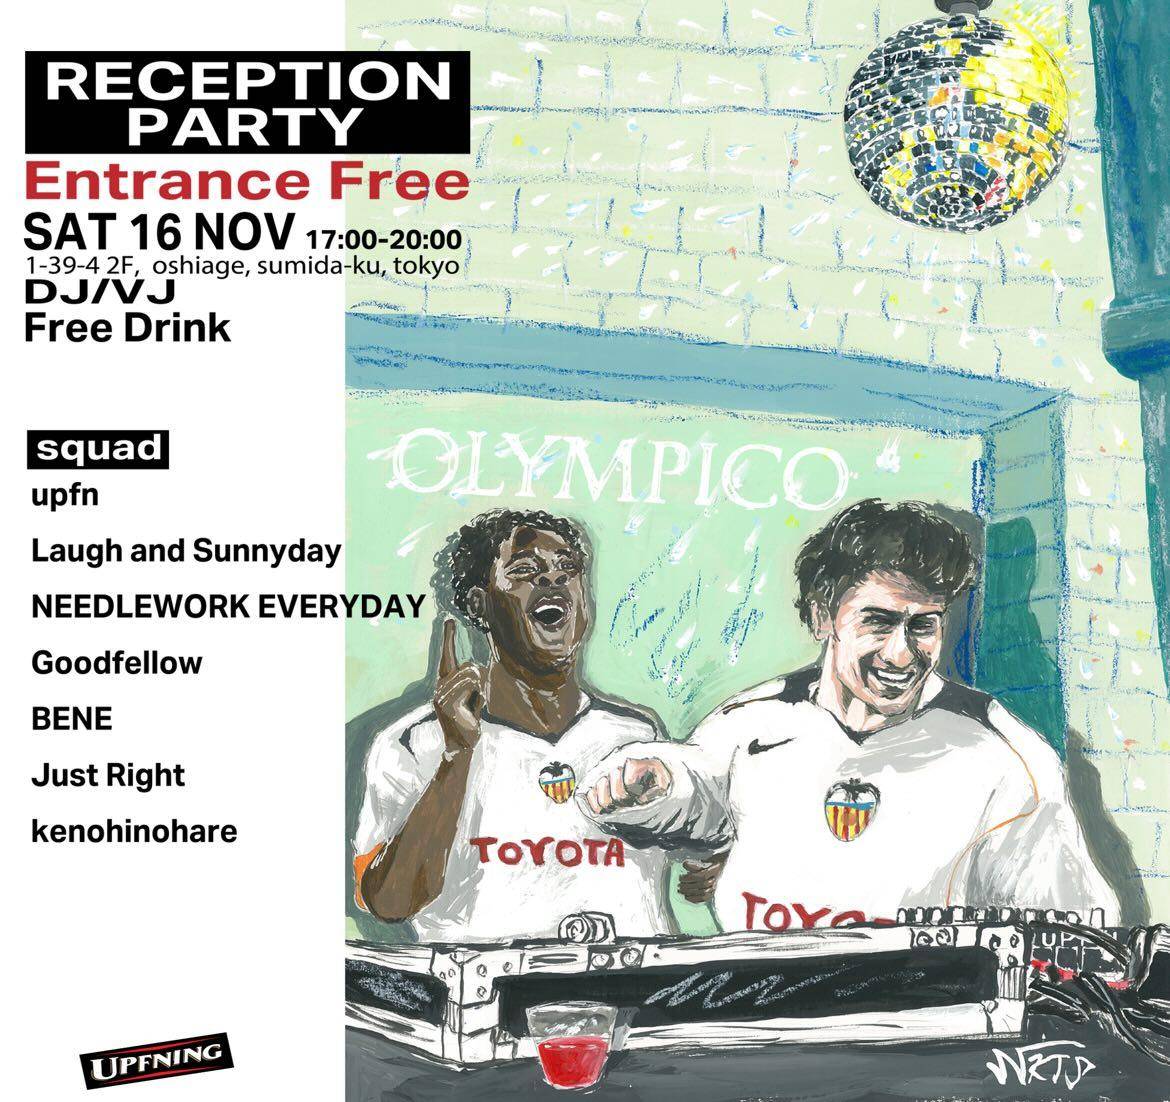 RECEPTION
PARTY
Entrance Free
SAT 16 NOV 17:00-20:00
1-39-4 2F, oshiage, sumida-ku, tokyo
DJ/VJ
Free Drink
squad
upfn
Laugh and Sunnyday
NEEDLEWORK EVERYDAY
Goodfellow
BENE
Just Right
kenohinohare
UPFNING
OLYMPICO
TOYOTA
TOYO